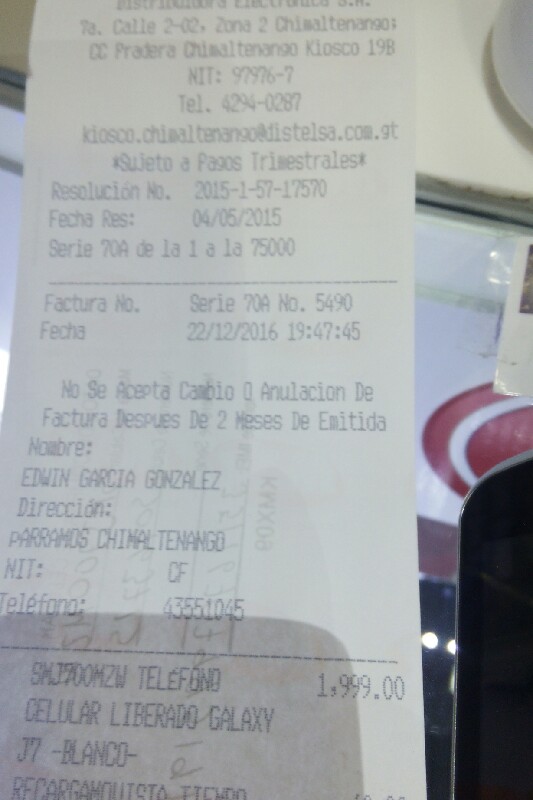 Distribuidora Electronica S.A.
7a. Calle 2-02, Zona 2 Chimaltenango;
CC Pradera Chimaltenango Kiosco 19B
NIT: 97976-7
Tel. 4294-0287
kiosco.chimaltenango@distelsa.com.gt
*Sujeto a Pagos Trimestrales*
Resolución No. 2015-1-57-17570
Fecha Res: 04/05/2015
Serie 70A de la 1 a la 75000
Factura No. Serie 70A No. 5490
Fecha 22/12/2016 19:47:45
No Se Acepta Cambio O Anulacion De
Factura Despues De 2 Meses De Emitida
Nombre:
EDWIN GARCIA GONZALEZ
Dirección:
pARRAMOS CHIMALTENANGO
NIT: CF
Teléfono: 43551045
SMJ700MZW TELÉFONO 1,999.00
CELULAR LIBERADO GALAXY
J7 -BLANCO-
TIENDO